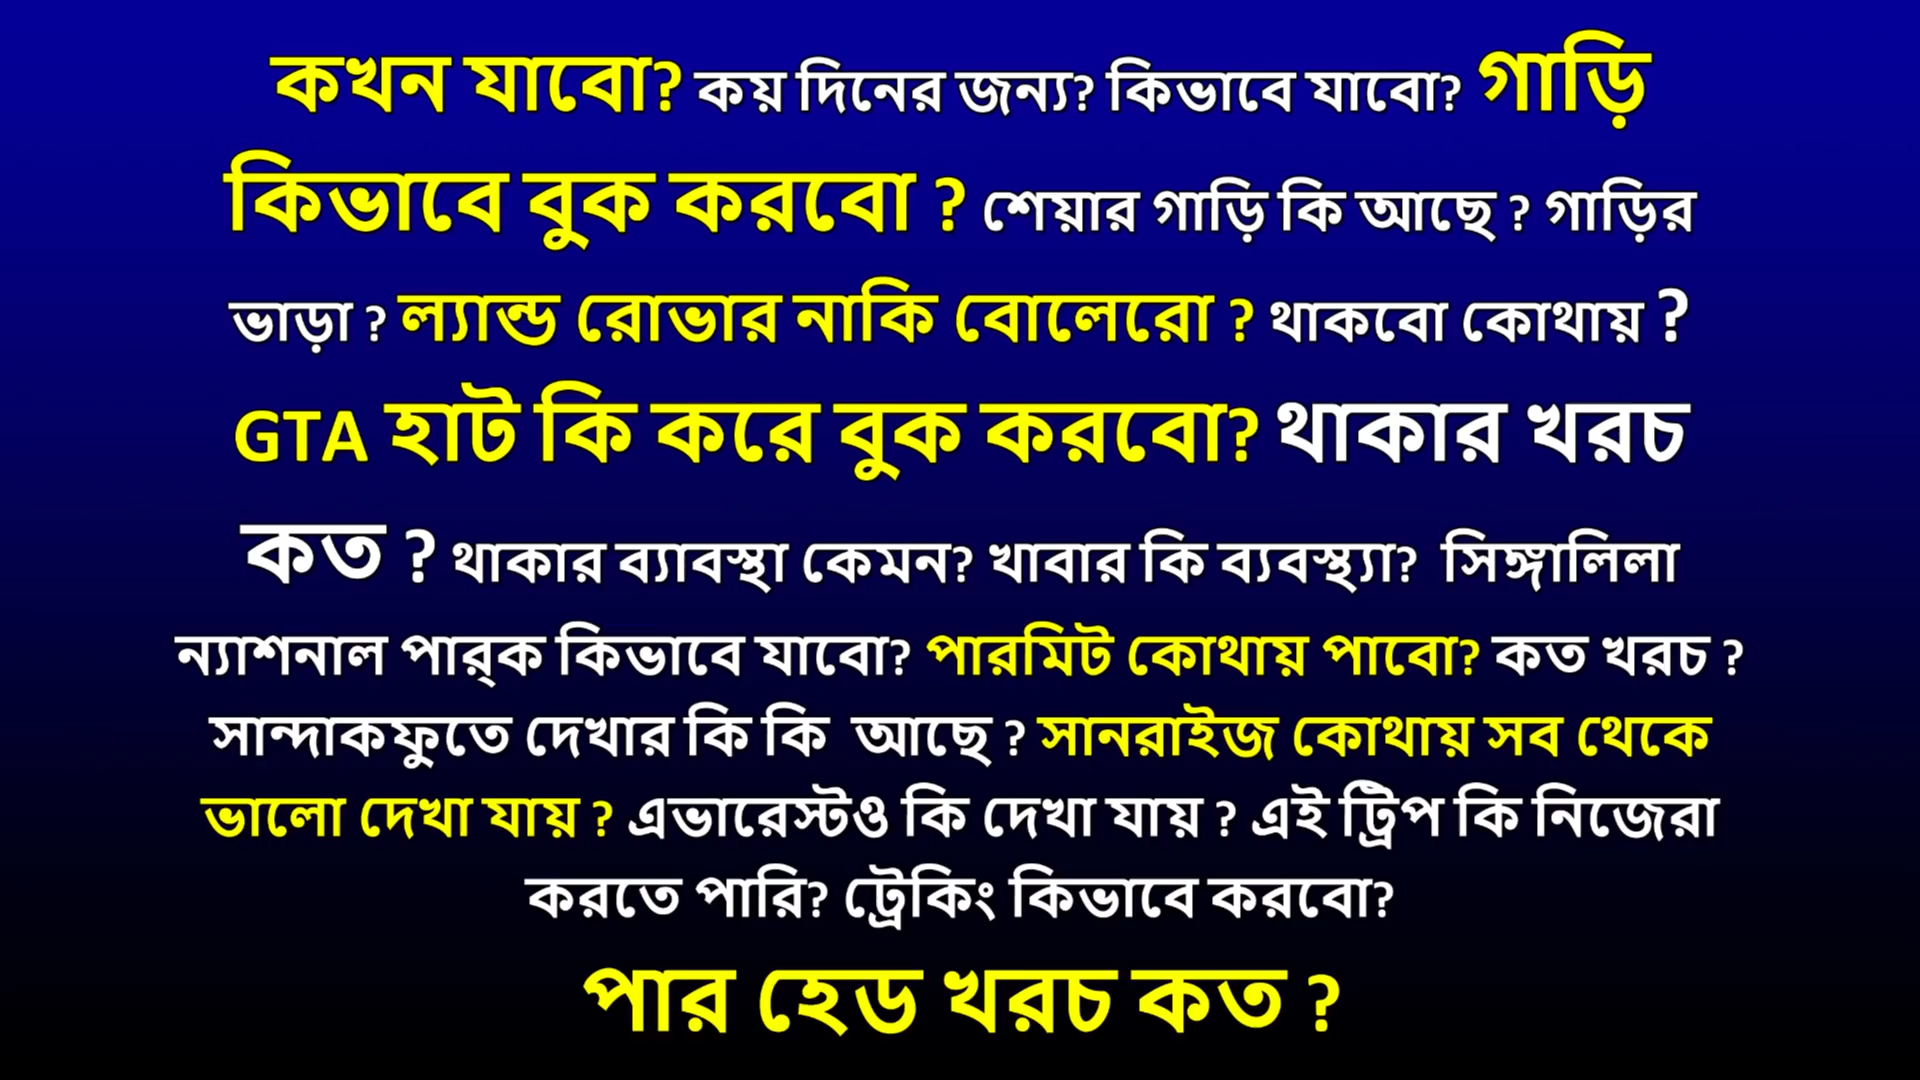 কখন যাবো? কয় দিনের জন্য? কিভাবে যাবো? গাড়ি
কিভাবে বুক করবো ? শেয়ার গাড়ি কি আছে ? গাড়ির
ভাড়া ? ল্যান্ড রোভার নাকি বোলেরো ? থাকবো কোথায় ?
GTA হাট কি করে বুক করবো? থাকার খরচ
কত ? থাকার ব্যাবস্থা কেমন? খাবার কি ব্যবস্থ্যা? সিঙ্গালিলা
ন্যাশনাল পার্‌ক কিভাবে যাবো? পারমিট কোথায় পাবো? কত খরচ ?
সান্দাকফুতে দেখার কি কি আছে ? সানরাইজ কোথায় সব থেকে
ভালো দেখা যায় ? এভারেস্টও কি দেখা যায় ? এই ট্রিপ কি নিজেরা
করতে পারি? ট্রেকিং কিভাবে করবো?
পার হেড খরচ কত ?